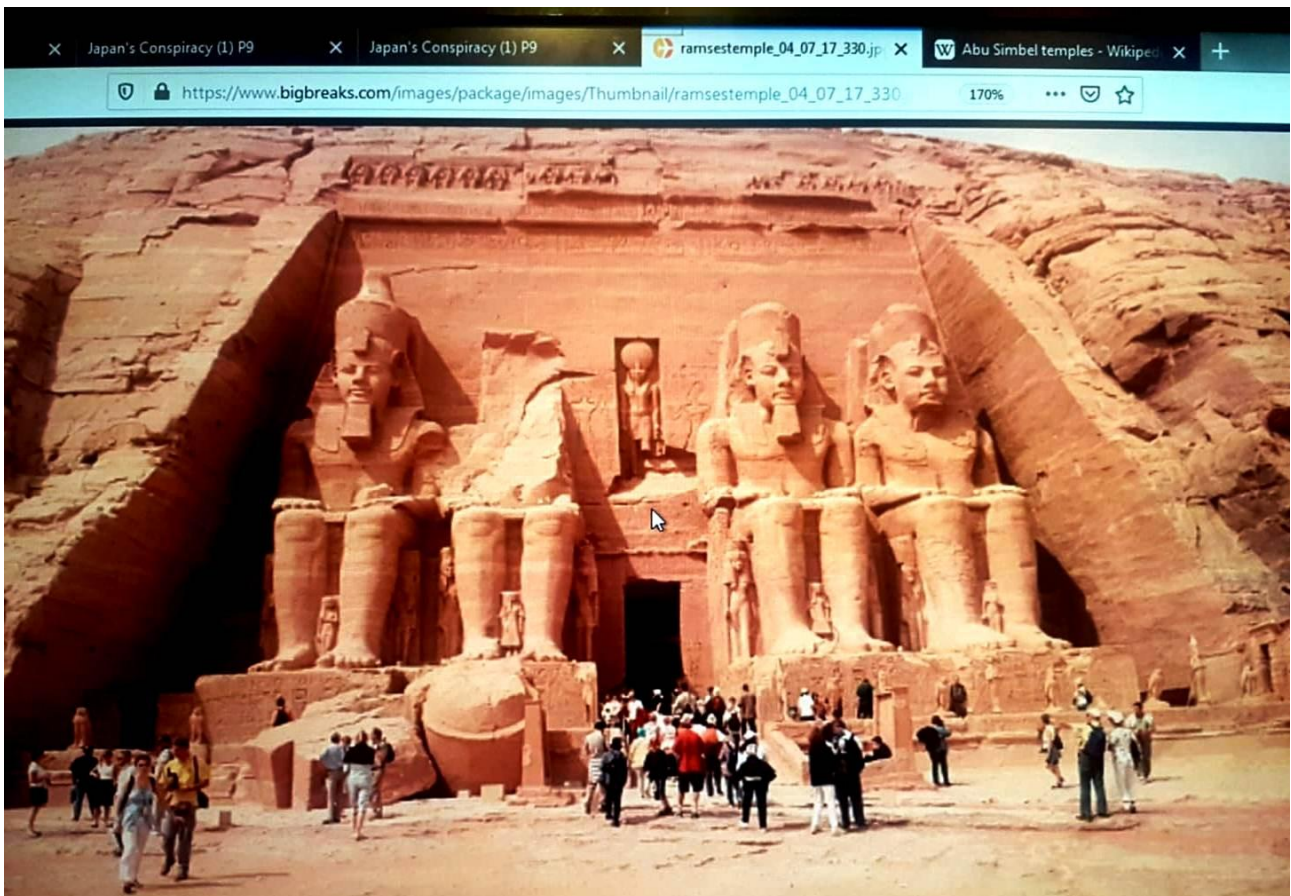 Japan's Conspiracy (1) P9
Japan's Conspiracy (1) P9
ramsestemple_04_07_17_330.jp
W Abu Simbel temples - Wikiped
https://www.bigbreaks.com/images/package/images/Thumbnail/ramsestemple_04_07_17_330
170%